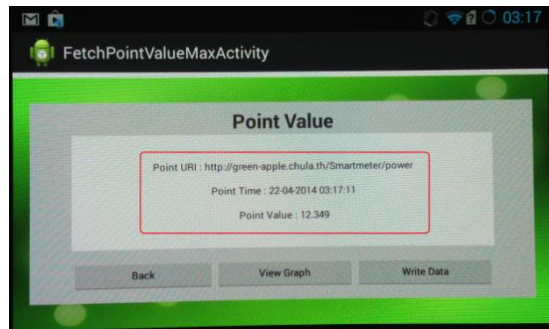 03:17
FetchPointValueMaxActivity
Point Value
Point URI : http://green-apple.chula.th/Smartmeter/power
Point Time : 22-04-2014 03:17:11
Point Value : 12.349
Back View Graph Write Data